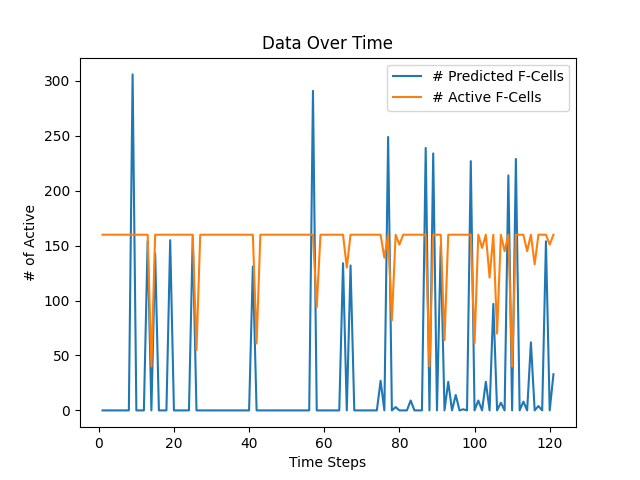 Data Over Time
# Predicted F-Cells
# Active F-Cells
# of Active
300
250
200
150
100
50
0
0 20 40 60 80 100 120
Time Steps